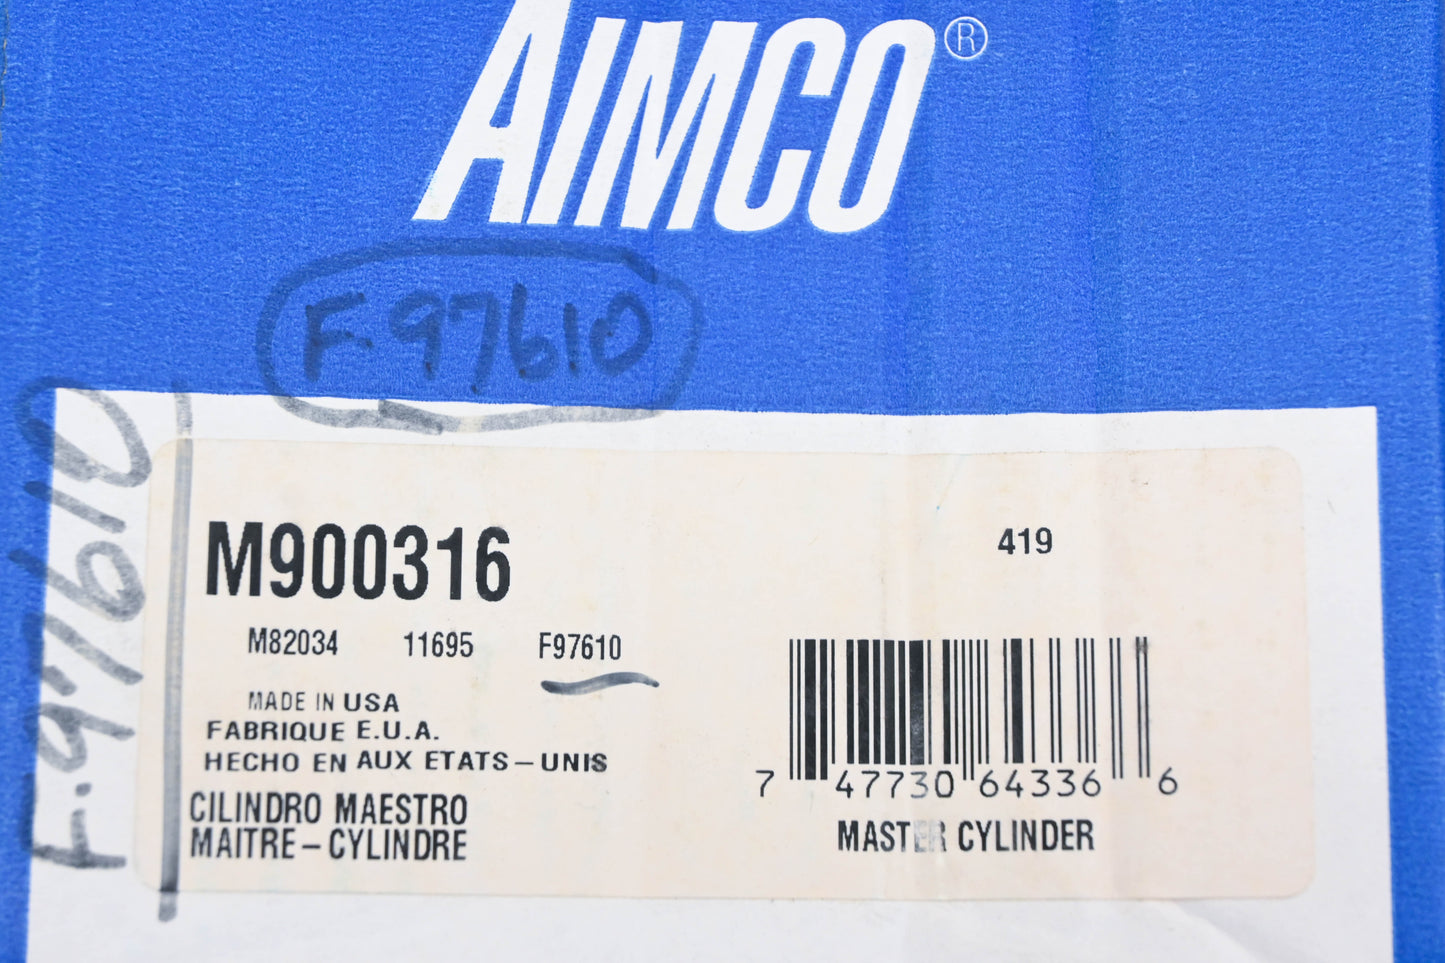 AIMCO®
F-97610
F-97610
M900316
419
M82034 11695 F97610
MADE IN USA
FABRIQUE E.U.A.
HECHO EN AUX ETATS-UNIS
CILINDRO MAESTRO
MAITRE-CYLINDRE
7 47730 64336 6
MASTER CYLINDER